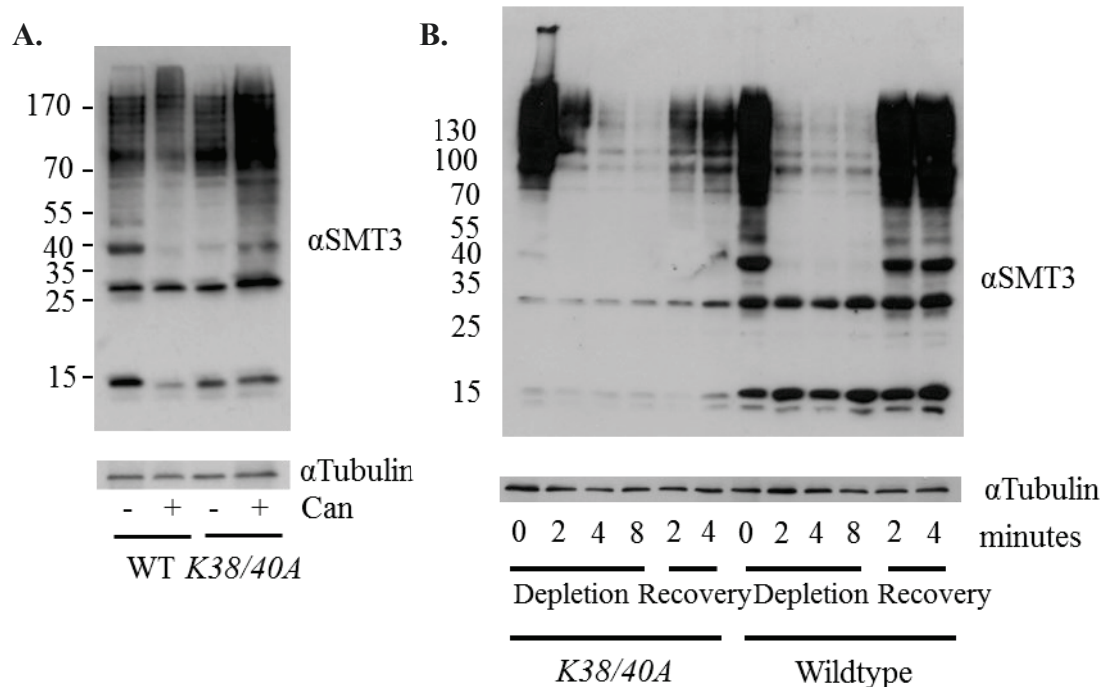 A.
170
70
55
40
35
25
15
αSMT3
αTubulin
- + - + Can
WT K38/40A
B.
130
100
70
55
40
35
25
15
αSMT3
αTubulin
0 2 4 8 2 4 0 2 4 8 2 4 minutes
Depletion Recovery Depletion Recovery
K38/40A Wildtype